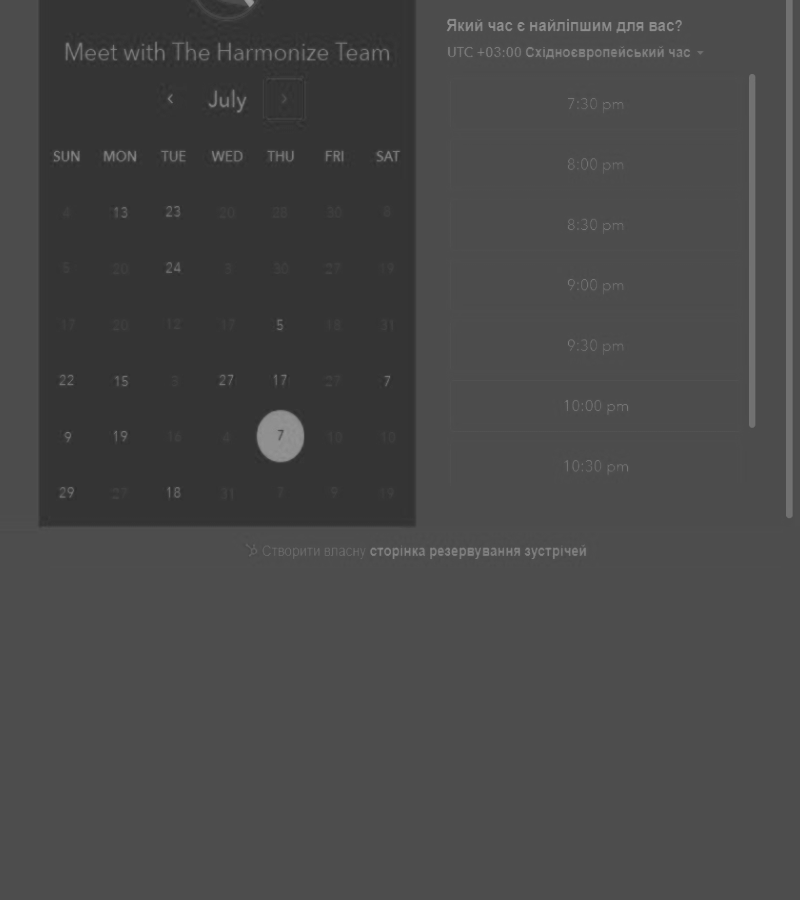 Meet with The Harmonize Team
‹ July ›
SUN MON TUE WED THU FRI SAT
4 13 23 20 28 30 8
5 20 24 30 27 19
17 20 12 17 5 18 31
22 15 27 17 7
9 19 16 4 7 10 10
29 27 18 31 7 9 19
Який час є найліпшим для вас?
UTC +03:00 Східноєвропейський час
7:30 pm
8:00 pm
8:30 pm
9:00 pm
9:30 pm
10:00 pm
10:30 pm
Створити власну сторінка резервування зустрічей